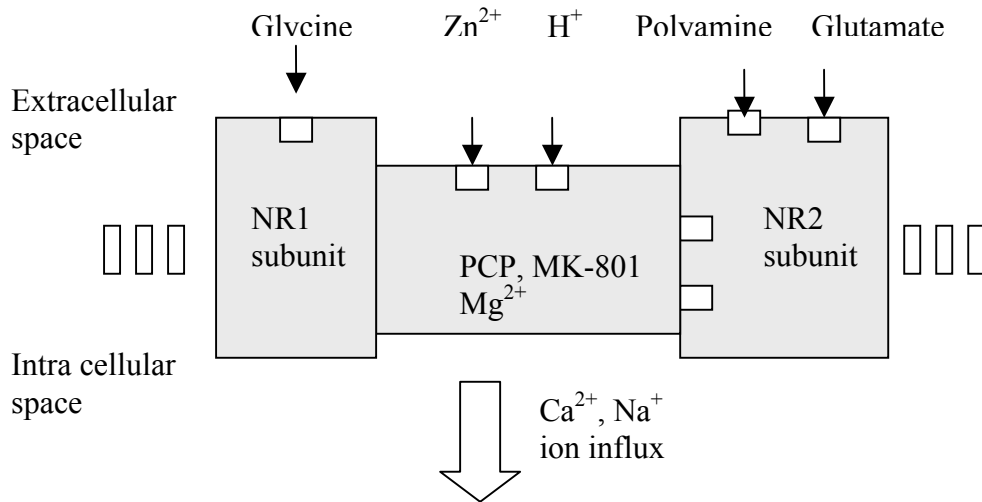 Glycine Zn²⁺ H⁺ Polyamine Glutamate
Extracellular
space
NR1
subunit
NR2
subunit
PCP, MK-801
Mg²⁺
Intra cellular
space
Ca²⁺, Na⁺
ion influx